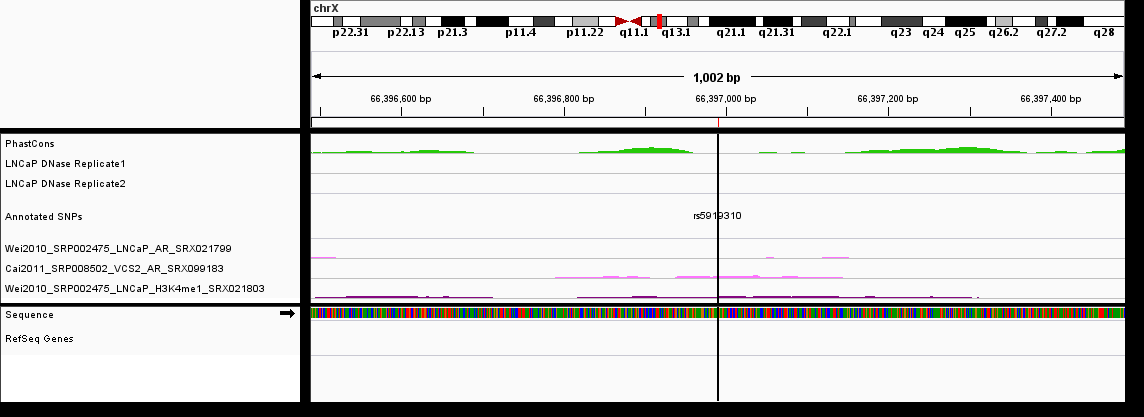 chrX
p22.31 p22.13 p21.3 p11.4 p11.22 q11.1 q13.1 q21.1 q21.31 q22.1 q23 q24 q25 q26.2 q27.2 q28
1,002 bp
66,396,600 bp 66,396,800 bp 66,397,000 bp 66,397,200 bp 66,397,400 bp
PhastCons
LNCaP DNase Replicate1
LNCaP DNase Replicate2
Annotated SNPs
rs5919310
Wei2010_SRP002475_LNCaP_AR_SRX021799
Cai2011_SRP008502_VCS2_AR_SRX099183
Wei2010_SRP002475_LNCaP_H3K4me1_SRX021803
Sequence
RefSeq Genes